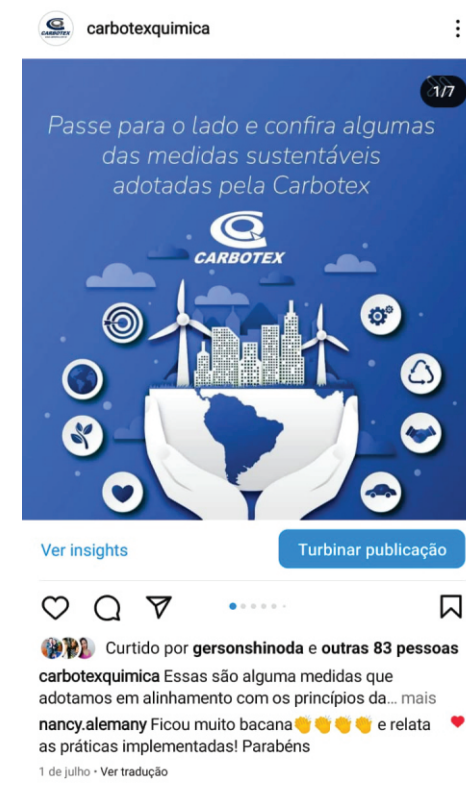 carbotexquimica
1/7
Passe para o lado e confira algumas
das medidas sustentáveis
adotadas pela Carbotex
CARBOTEX
Ver insights
Turbinar publicação
Curtido por gersonshinoda e outras 83 pessoas
carbotexquimica Essas são alguma medidas que
adotamos em alinhamento com os princípios da... mais
nancy.alemany Ficou muito bacana👏👏👏👏 e relata
as práticas implementadas! Parabéns
1 de julho • Ver tradução